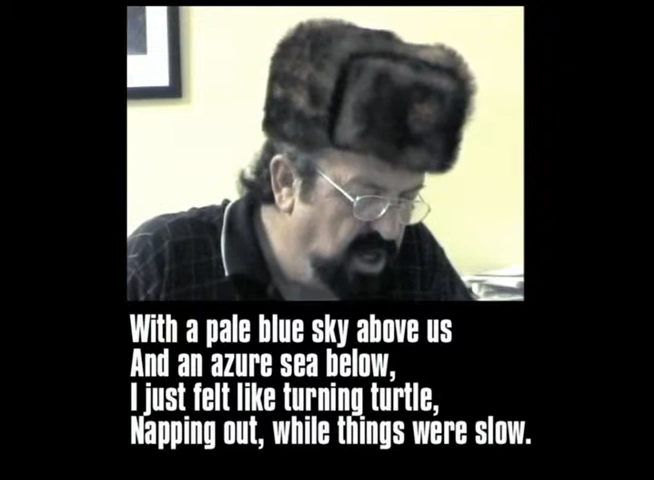 With a pale blue sky above us
And an azure sea below,
I just felt like turning turtle,
Napping out, while things were slow.